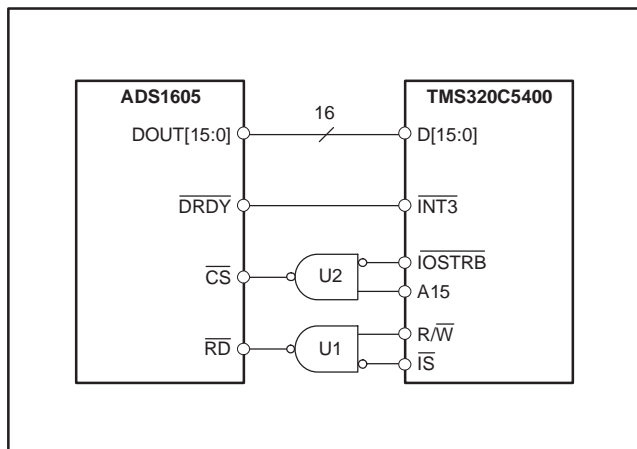 ADS1605 TMS320C5400
16
DOUT[15:0] D[15:0]
DRDY INT3
IOSTRB
CS U2
A15
R/W
RD U1
IS